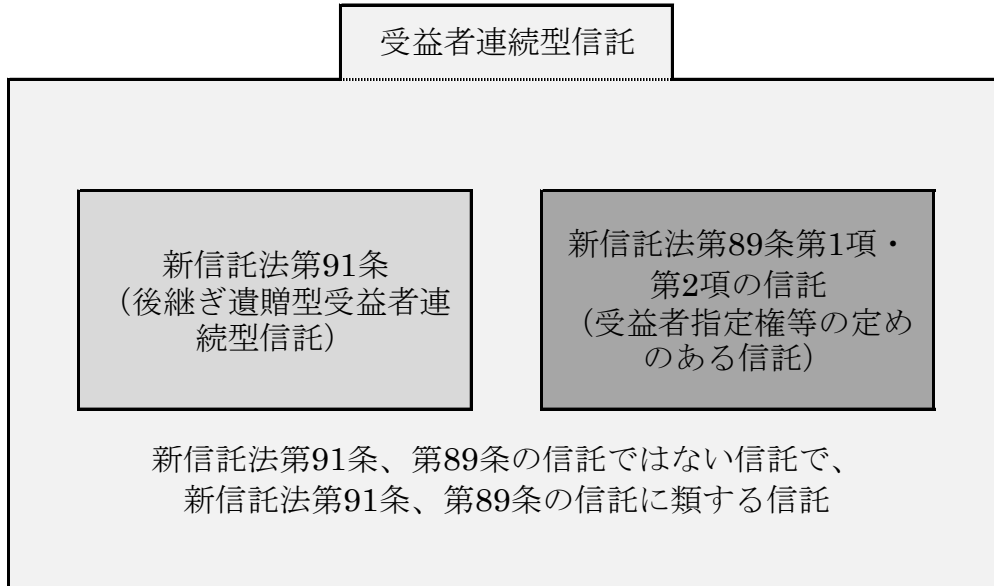 受益者連続型信託
新信託法第91条
（後継ぎ遺贈型受益者連
続型信託）
新信託法第89条第1項・
第2項の信託
（受益者指定権等の定め
のある信託）
新信託法第91条、第89条の信託ではない信託で、
新信託法第91条、第89条の信託に類する信託